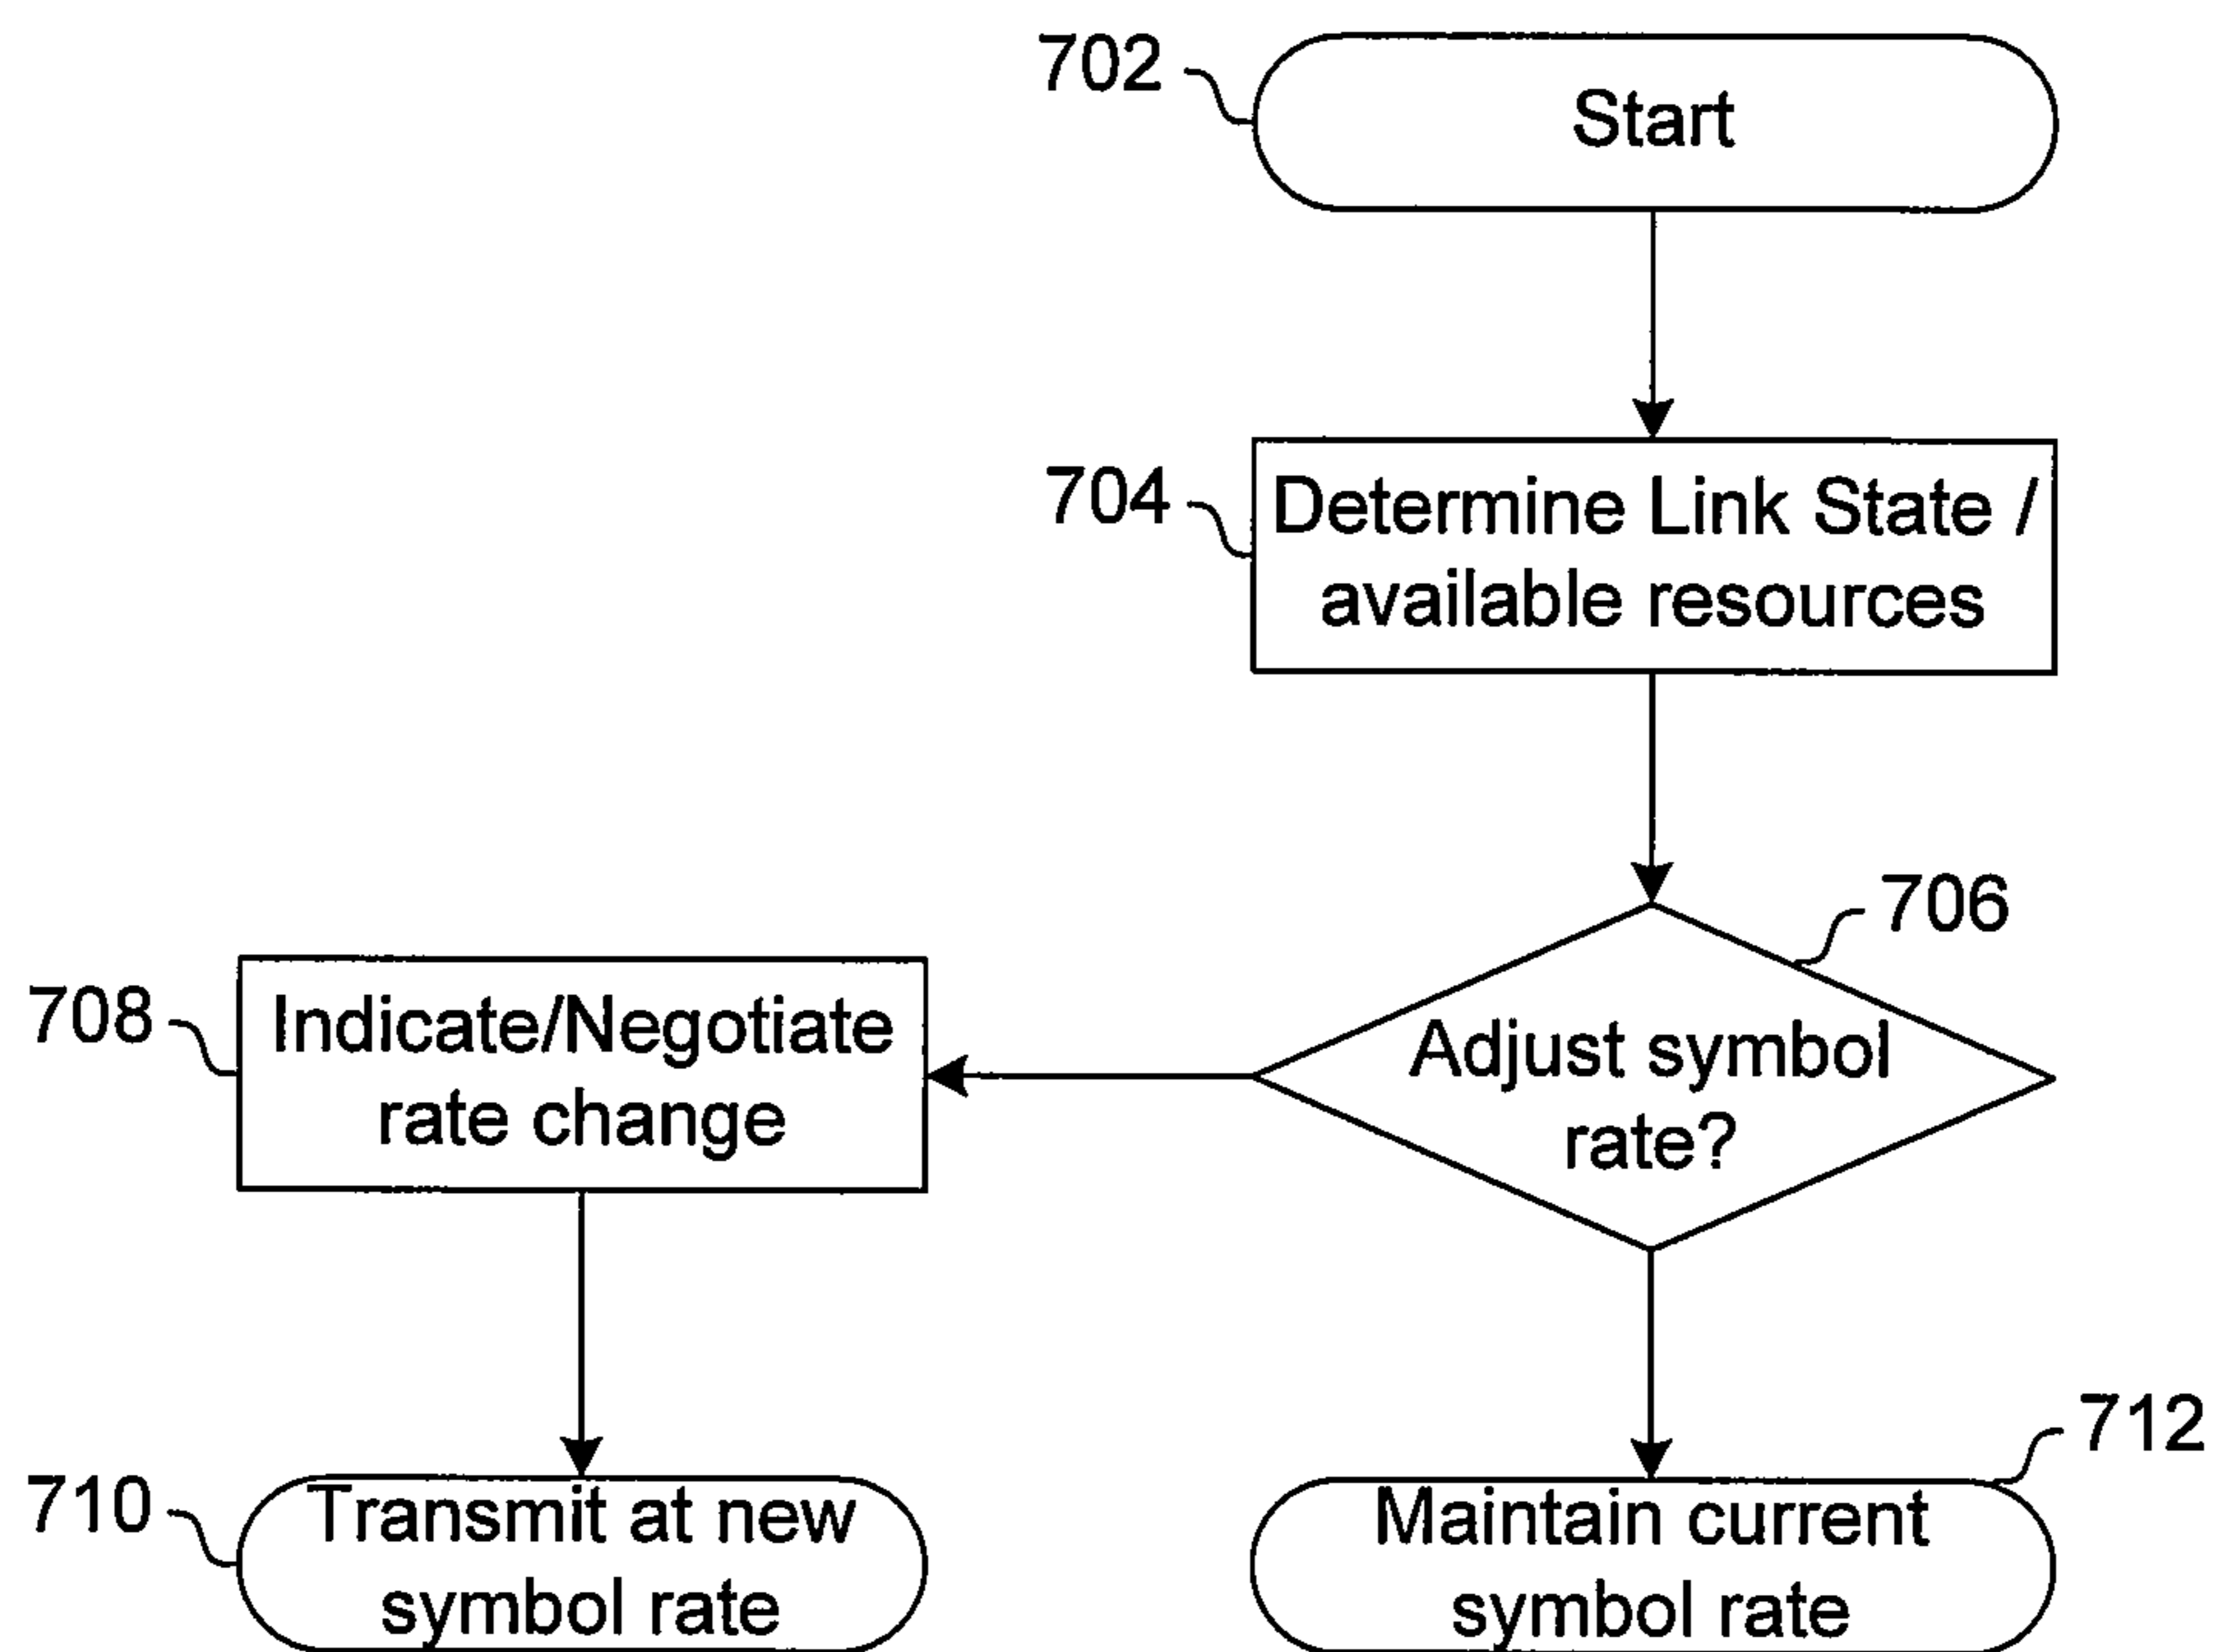 702
Start
704
Determine Link State /
available resources
706
Adjust symbol
rate?
708
Indicate/Negotiate
rate change
710
Transmit at new
symbol rate
712
Maintain current
symbol rate